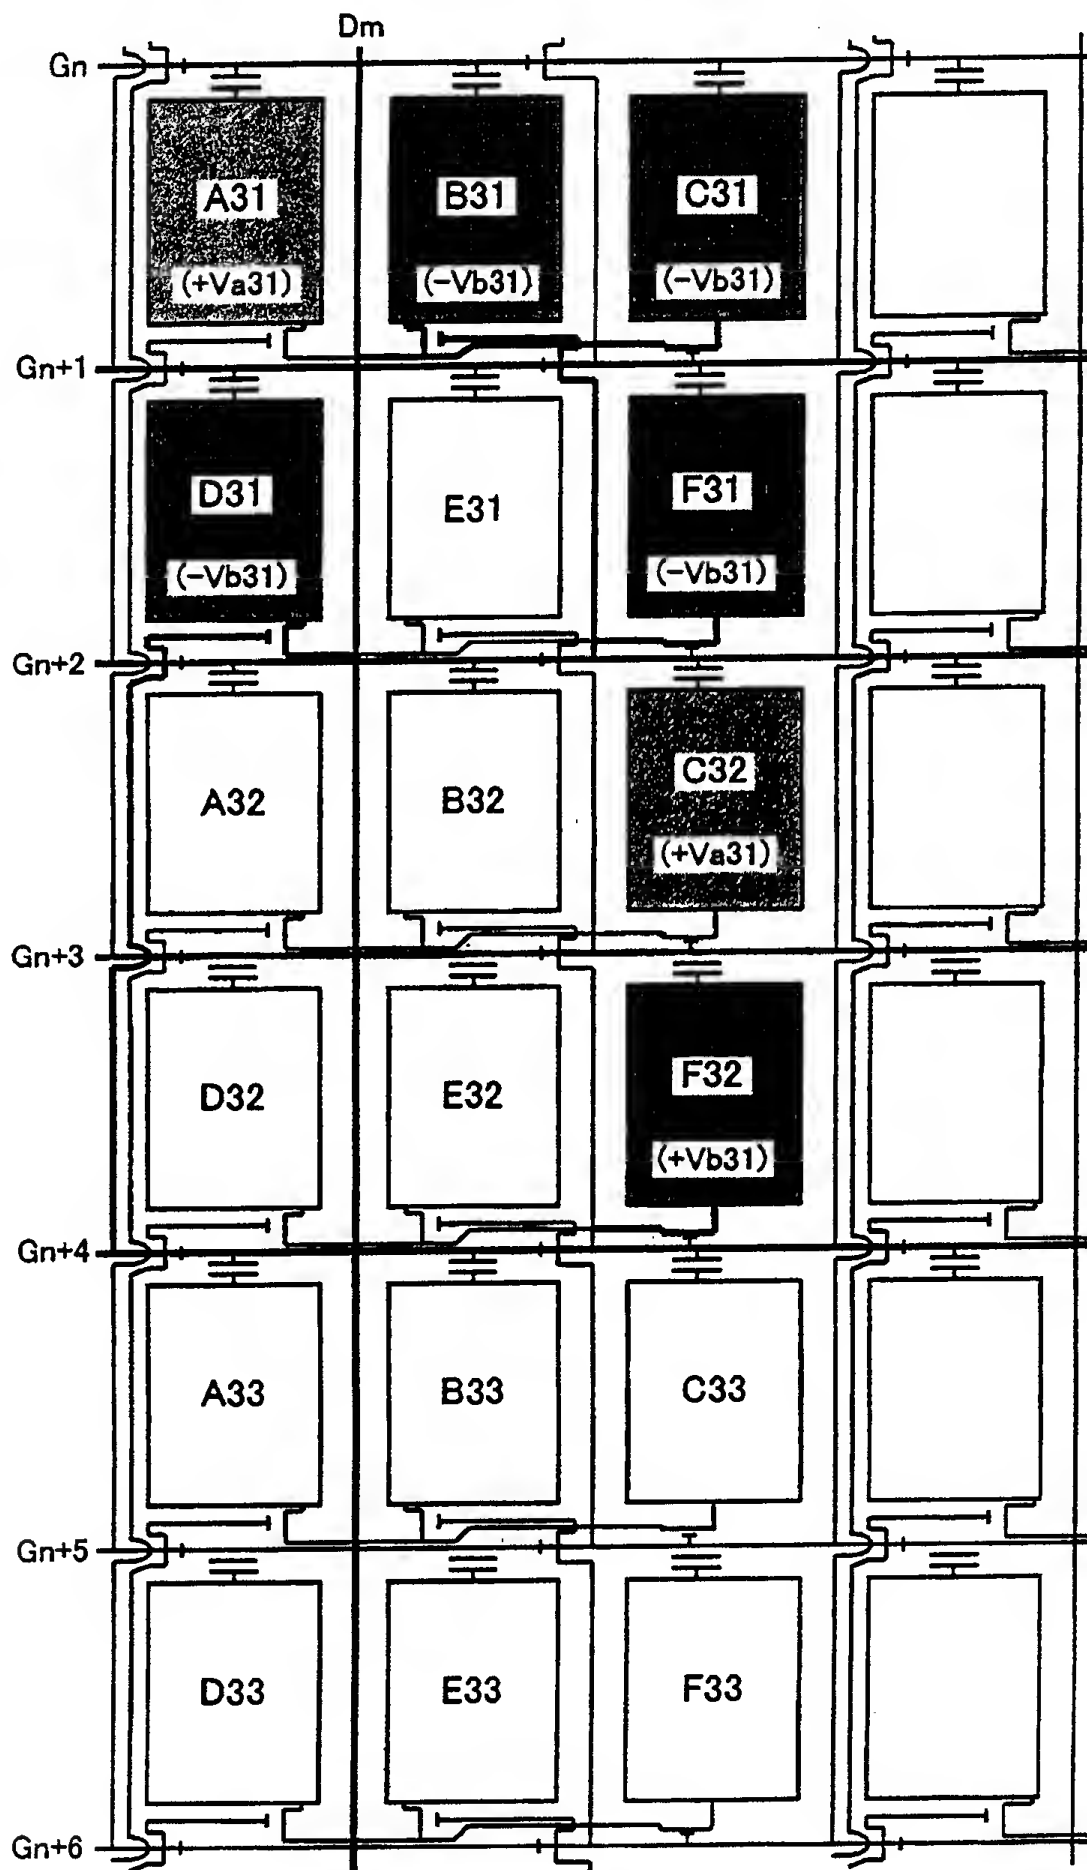 Dm
Gn
A31 B31 C31
(+Va31) (−Vb31) (−Vb31)
Gn+1
D31 E31 F31
(−Vb31) (−Vb31)
Gn+2
A32 B32 C32
(+Va31)
Gn+3
D32 E32 F32
(+Vb31)
Gn+4
A33 B33 C33
Gn+5
D33 E33 F33
Gn+6